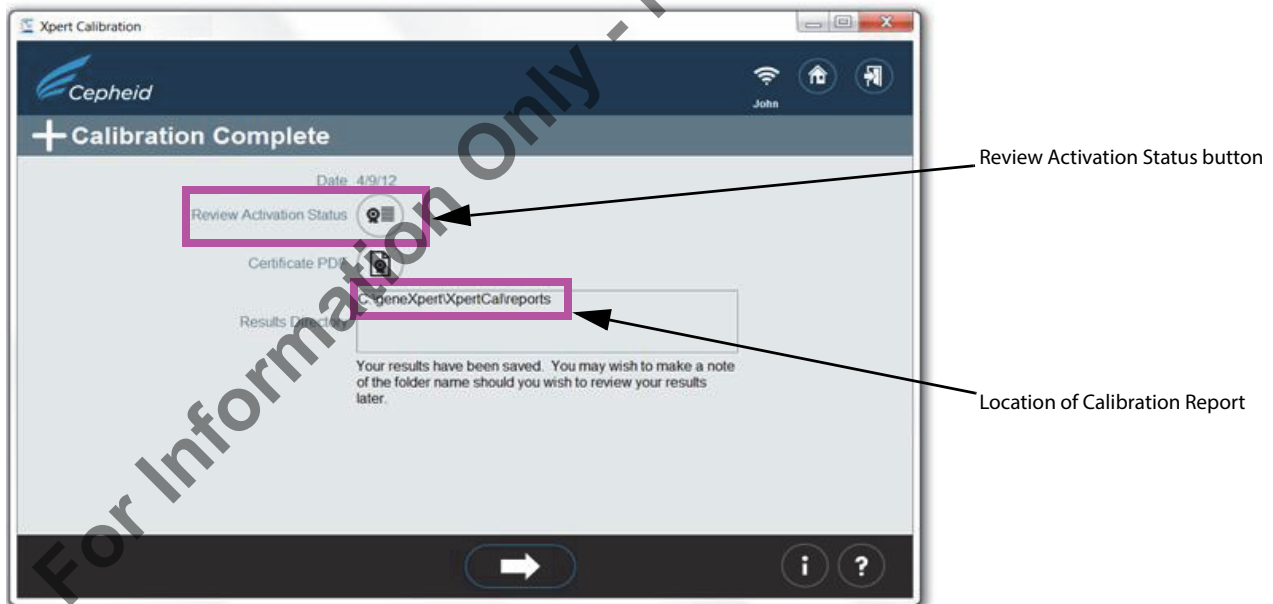 Xpert Calibration
Cepheid
John
Calibration Complete
Date 4/9/12
Review Activation Status button
Review Activation Status
Certificate PDF
C:\geneXpert\XpertCal\reports
Results Directory
Your results have been saved. You may wish to make a note
of the folder name should you wish to review your results
later.
Location of Calibration Report
i ?
For Information Only -